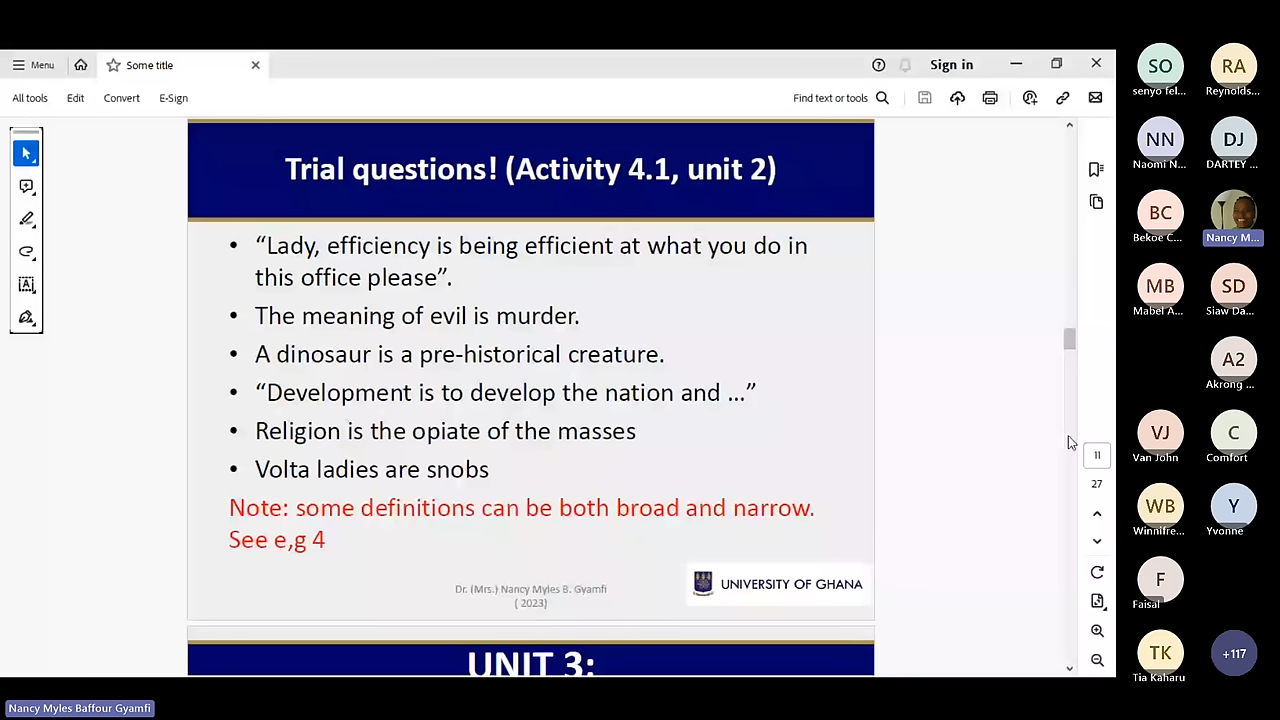 Menu
Some title
Sign in
All tools
Edit
Convert
E-Sign
Find text or tools
Trial questions! (Activity 4.1, unit 2)
• “Lady, efficiency is being efficient at what you do in
this office please”.
• The meaning of evil is murder.
• A dinosaur is a pre-historical creature.
• “Development is to develop the nation and ...”
• Religion is the opiate of the masses
• Volta ladies are snobs
Note: some definitions can be both broad and narrow.
See e,g 4
Dr. (Mrs.) Nancy Myles B. Gyamfi
( 2023)
UNIVERSITY OF GHANA
UNIT 3:
11
27
SO
senyo fel...
RA
Reynolds...
NN
Naomi N...
DJ
DARTEY ...
BC
Bekoe C...
Nancy M...
MB
Mabel A...
SD
Siaw Da...
A2
Akrong ...
VJ
Van John
C
Comfort
WB
Winnifre...
Y
Yvonne
F
Faisal
TK
Tia Kaharu
+117
Nancy Myles Baffour Gyamfi